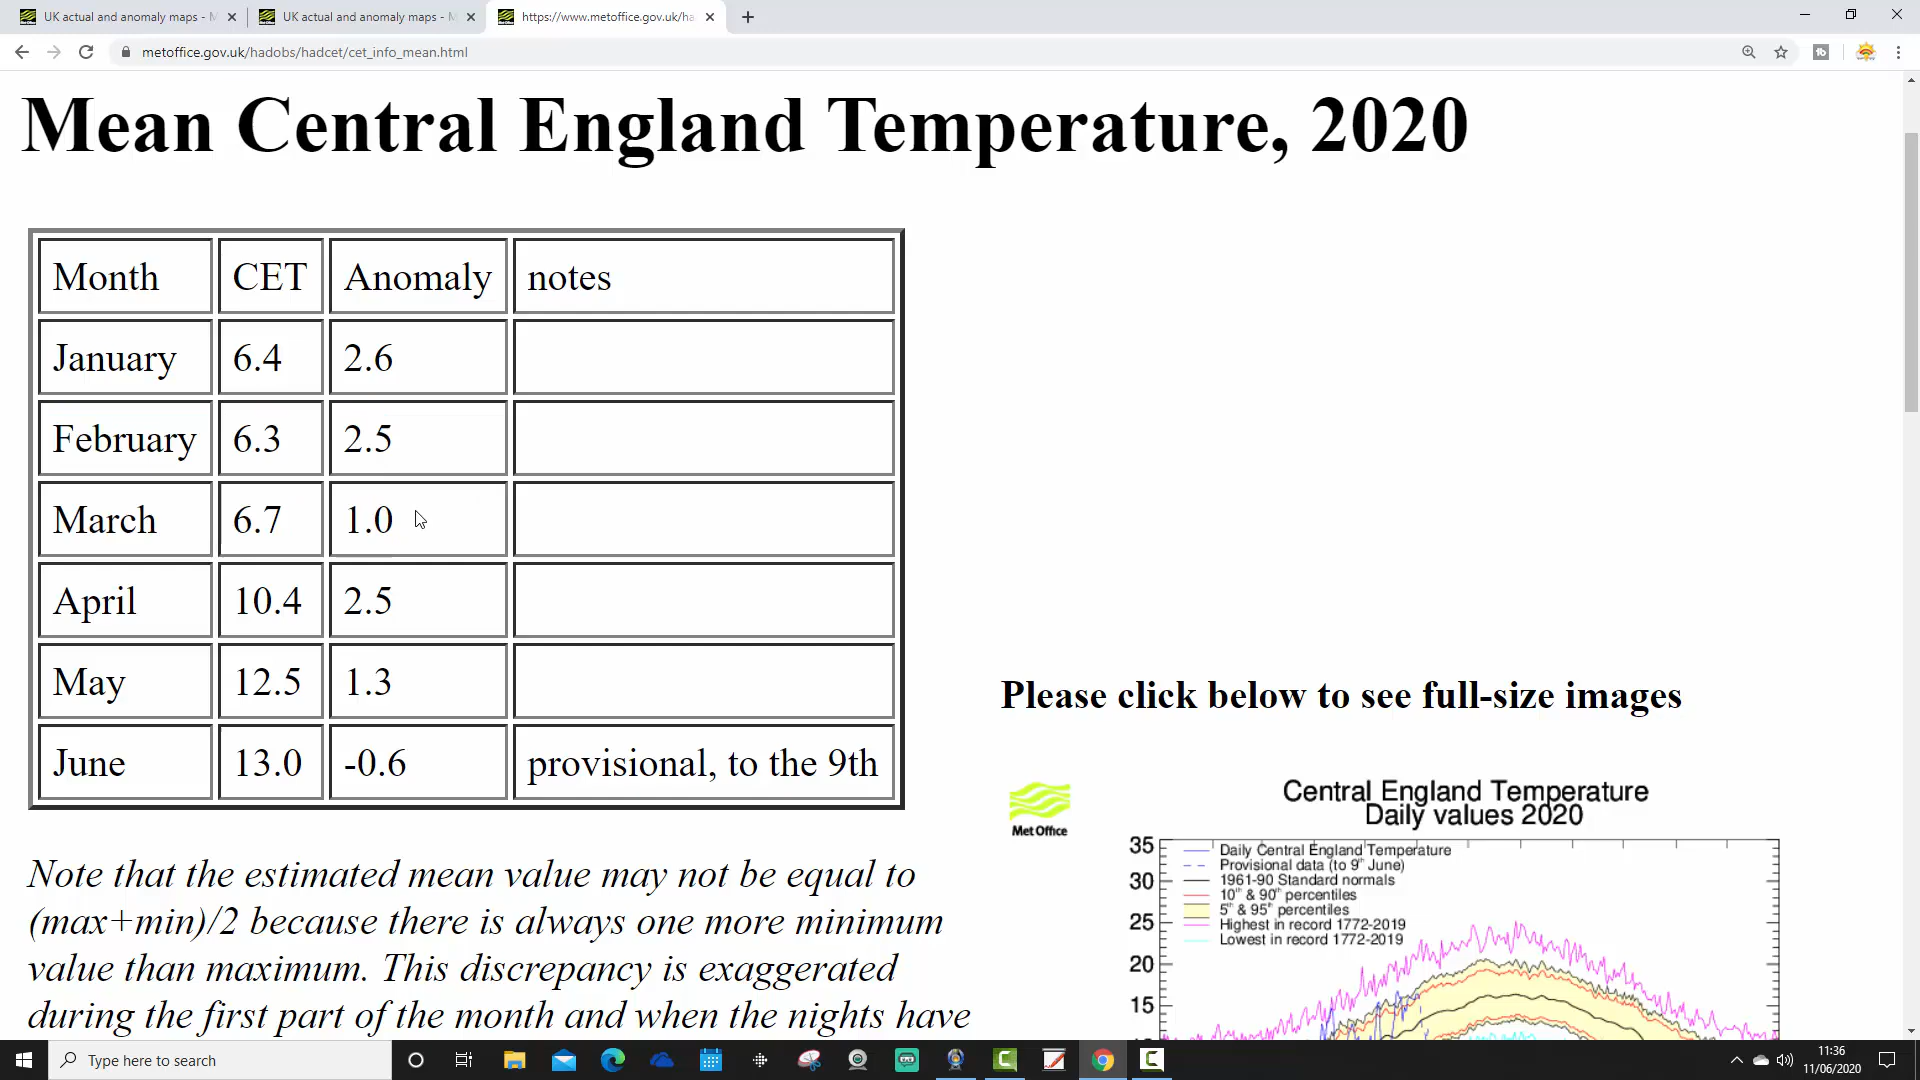 UK actual and anomaly maps - M
UK actual and anomaly maps - M
https://www.metoffice.gov.uk/ha
metoffice.gov.uk/hadobs/hadcet/cet_info_mean.html
Mean Central England Temperature, 2020
Month CET Anomaly notes
January 6.4 2.6
February 6.3 2.5
March 6.7 1.0
April 10.4 2.5
May 12.5 1.3
June 13.0 -0.6 provisional, to the 9th
Note that the estimated mean value may not be equal to
(max+min)/2 because there is always one more minimum
value than maximum. This discrepancy is exaggerated
during the first part of the month and when the nights have
Please click below to see full-size images
Met Office
Central England Temperature
Daily values 2020
35
30
25
20
15
Daily Central England Temperature
Provisional data (to 9th June)
1961-90 Standard normals
10th & 90th percentiles
5th & 95th percentiles
Highest in record 1772-2019
Lowest in record 1772-2019
Type here to search
11:36
11/06/2020